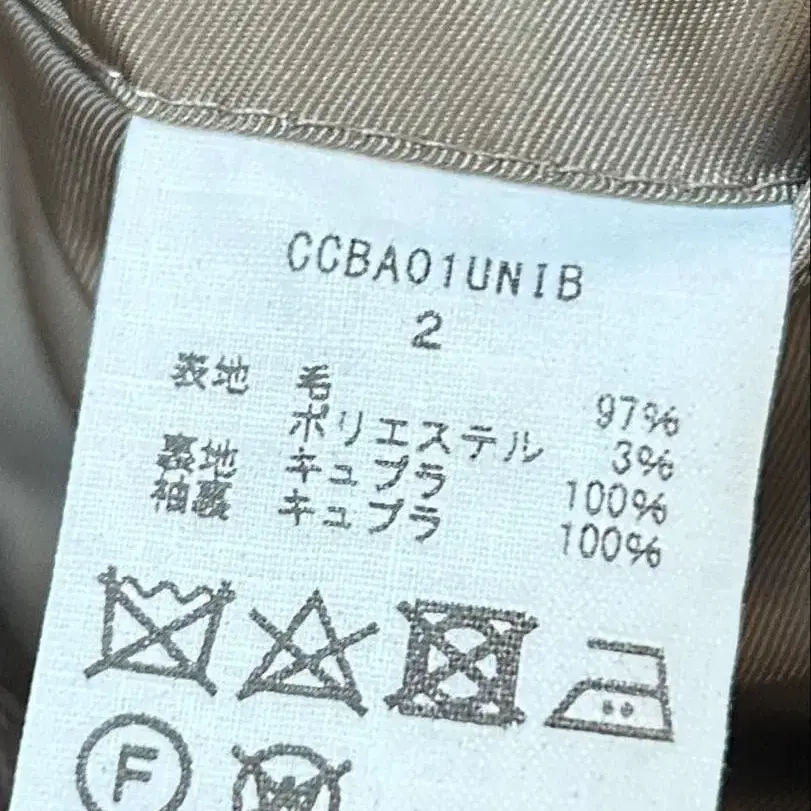 CCBA01UNIB
2
表地 毛 97%
ポリエステル 3%
裏地 キュプラ 100%
袖裏 キュプラ 100%
F